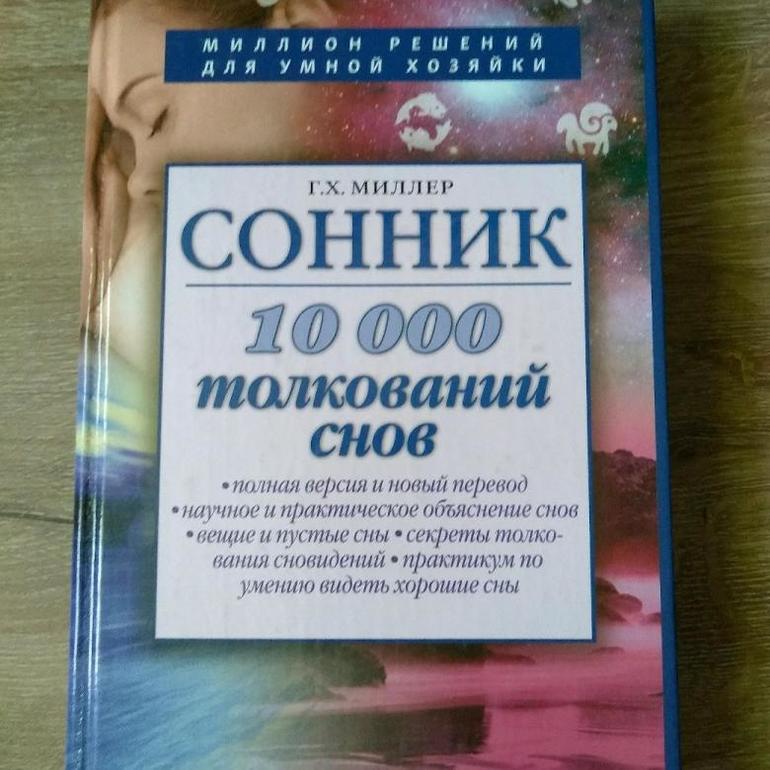 МИЛЛИОН РЕШЕНИЙ
ДЛЯ УМНОЙ ХОЗЯЙКИ
Г.Х. МИЛЛЕР
СОННИК
10 000
толкований
снов
• полная версия и новый перевод
• научное и практическое объяснение снов
• вещие и пустые сны • секреты толко-
вания сновидений • практикум по
умению видеть хорошие сны